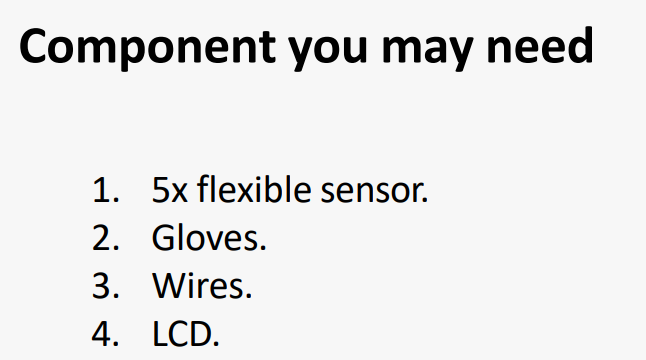 Component you may need
1. 5x flexible sensor.
2. Gloves.
3. Wires.
4. LCD.